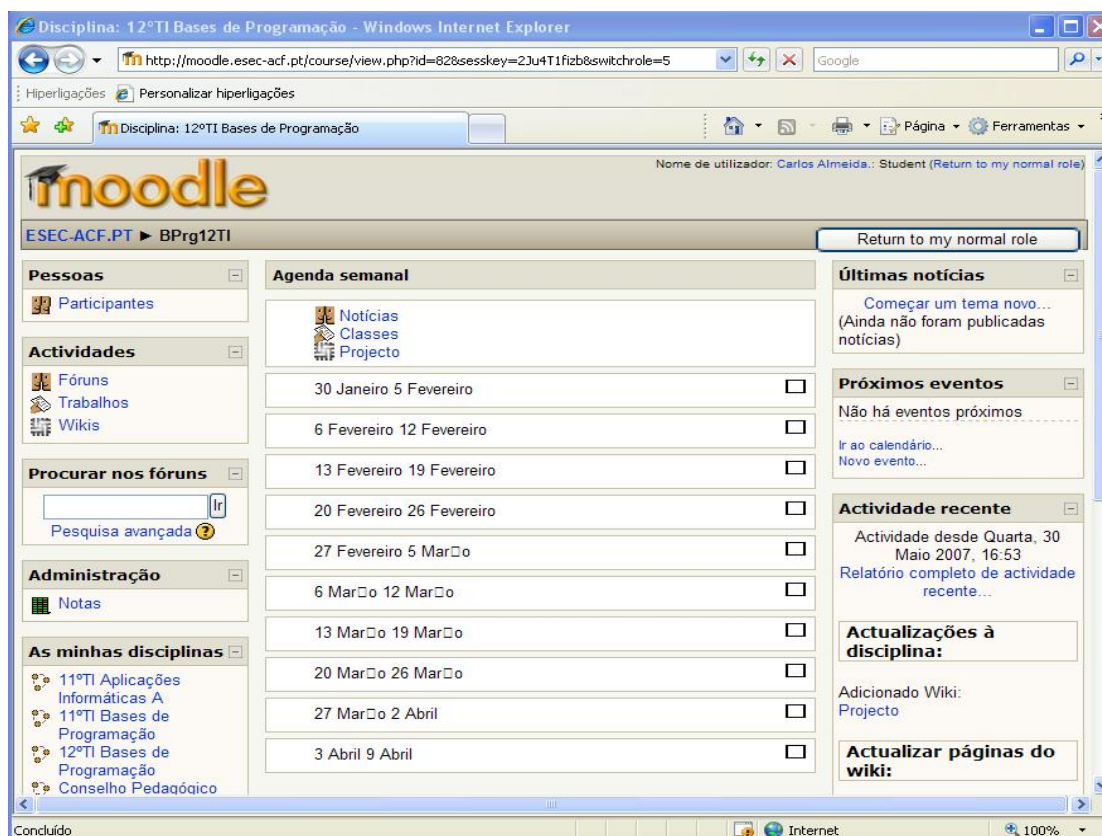 Disciplina: 12ºTI Bases de Programação - Windows Internet Explorer
http://moodle.esec-acf.pt/course/view.php?id=82&sesskey=2Ju4T1fizb&switchrole=5
Google
Hiperligações Personalizar hiperligações
Disciplina: 12ºTI Bases de Programação
Página
Ferramentas
moodle
Nome de utilizador: Carlos Almeida.: Student (Return to my normal role)
ESEC-ACF.PT ► BPrg12TI
Return to my normal role
Pessoas
Participantes
Actividades
Fóruns
Trabalhos
Wikis
Procurar nos fóruns
Ir
Pesquisa avançada ?
Administração
Notas
As minhas disciplinas
11ºTI Aplicações
Informáticas A
11ºTI Bases de
Programação
12ºTI Bases de
Programação
Conselho Pedagógico
Agenda semanal
Notícias
Classes
Projecto
30 Janeiro 5 Fevereiro
6 Fevereiro 12 Fevereiro
13 Fevereiro 19 Fevereiro
20 Fevereiro 26 Fevereiro
27 Fevereiro 5 Mar□o
6 Mar□o 12 Mar□o
13 Mar□o 19 Mar□o
20 Mar□o 26 Mar□o
27 Mar□o 2 Abril
3 Abril 9 Abril
Últimas notícias
Começar um tema novo...
(Ainda não foram publicadas
notícias)
Próximos eventos
Não há eventos próximos
Ir ao calendário...
Novo evento...
Actividade recente
Actividade desde Quarta, 30
Maio 2007, 16:53
Relatório completo de actividade
recente...
Actualizações à
disciplina:
Adicionado Wiki:
Projecto
Actualizar páginas do
wiki:
Concluído
Internet
100%